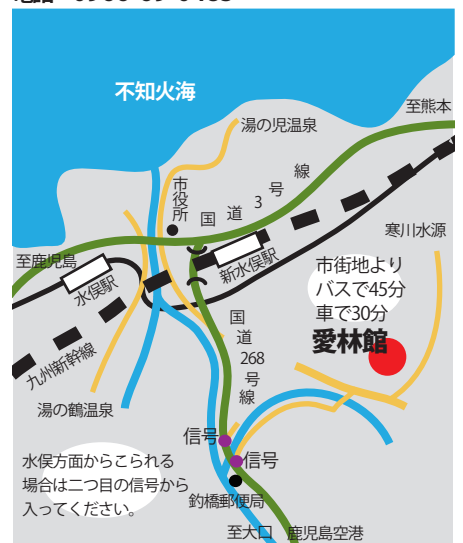 不知火海
至熊本
湯の児温泉
市役所
国道3号線
寒川水源
至鹿児島
水俣駅
新水俣駅
市街地より
バスで45分
車で30分
愛林館
九州新幹線
国道268号線
湯の鶴温泉
信号
信号
水俣方面からこられる
場合は二つ目の信号から
入ってください。
釣橋郵便局
至大口 鹿児島空港